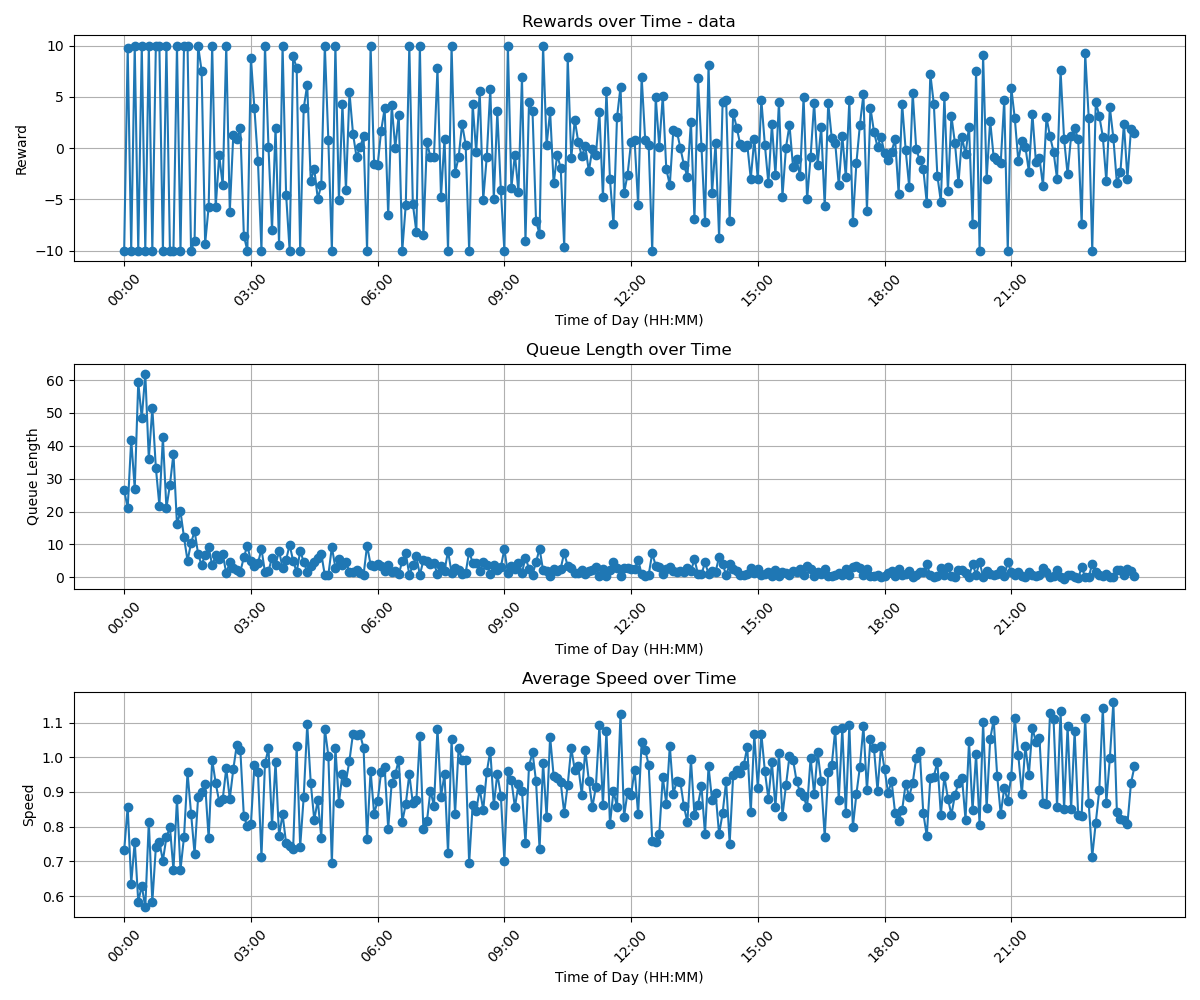 Rewards over Time - data
Reward
10
5
0
−5
−10
00:00 03:00 06:00 09:00 12:00 15:00 18:00 21:00
Time of Day (HH:MM)
Queue Length over Time
Queue Length
60
50
40
30
20
10
0
00:00 03:00 06:00 09:00 12:00 15:00 18:00 21:00
Time of Day (HH:MM)
Average Speed over Time
Speed
1.1
1.0
0.9
0.8
0.7
0.6
00:00 03:00 06:00 09:00 12:00 15:00 18:00 21:00
Time of Day (HH:MM)